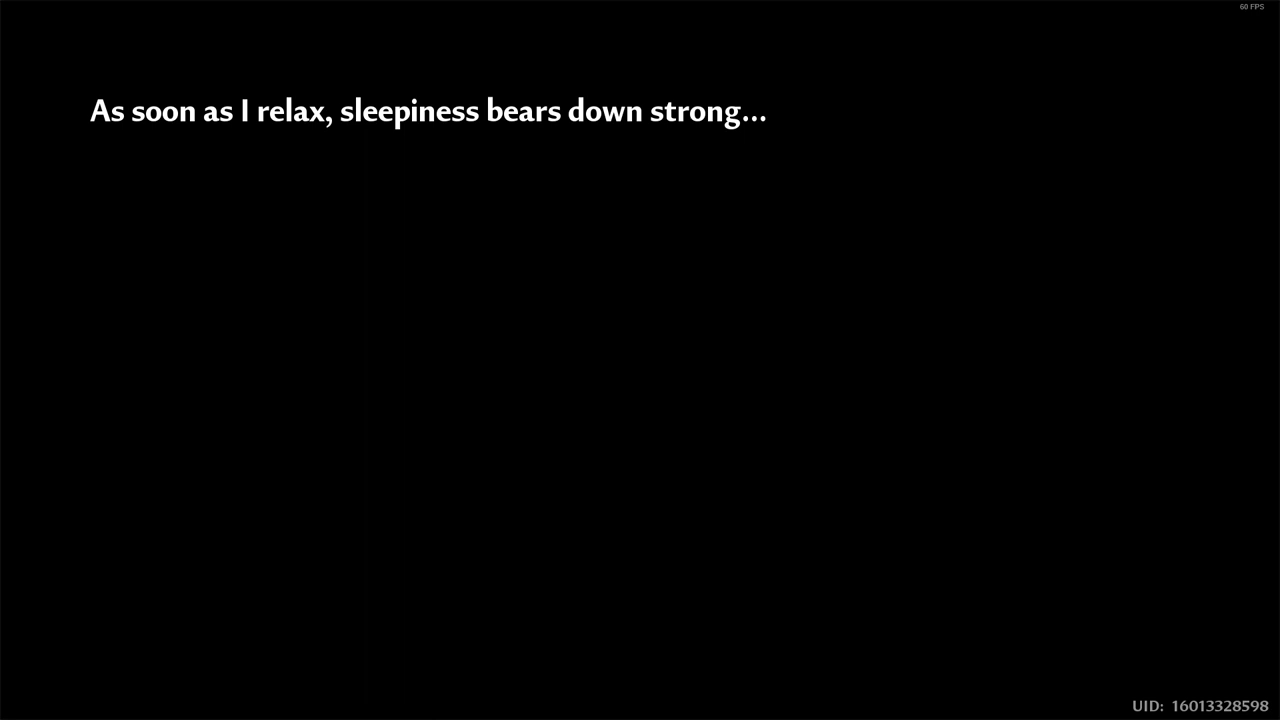 60 FPS
As soon as I relax, sleepiness bears down strong...
UID: 16013328598